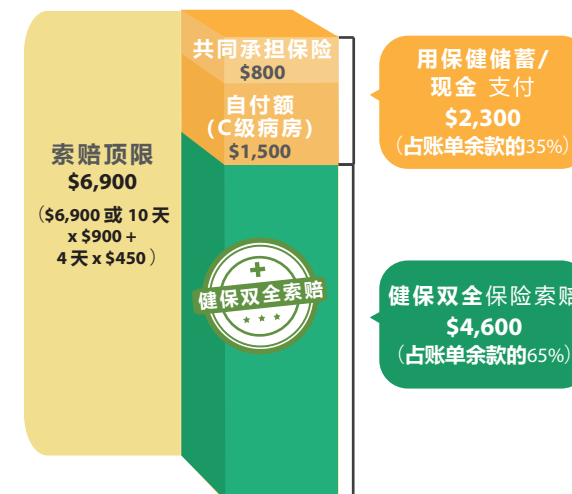 索赔顶限
$6,900
（$6,900 或 10 天
x $900 +
4 天 x $450）
共同承担保险
$800
自付额
(C级病房)
$1,500
健保双全索赔
用保健储蓄/
现金 支付
$2,300
（占账单余款的35%）
健保双全保险索赔
$4,600
（占账单余款的65%）